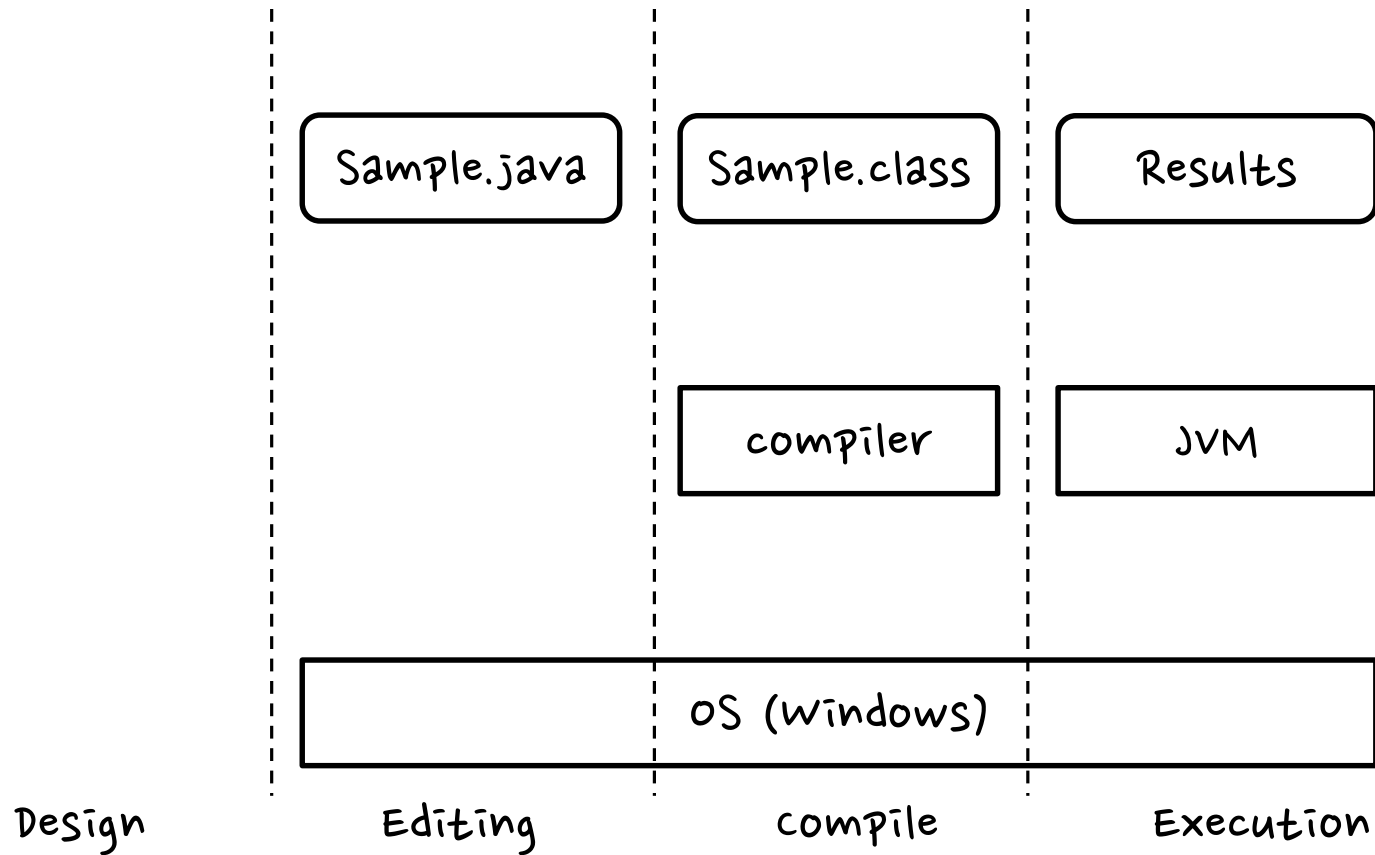 Sample.java
Sample.class
Results
compiler
JVM
OS (Windows)
Design
Editing
compile
Execution